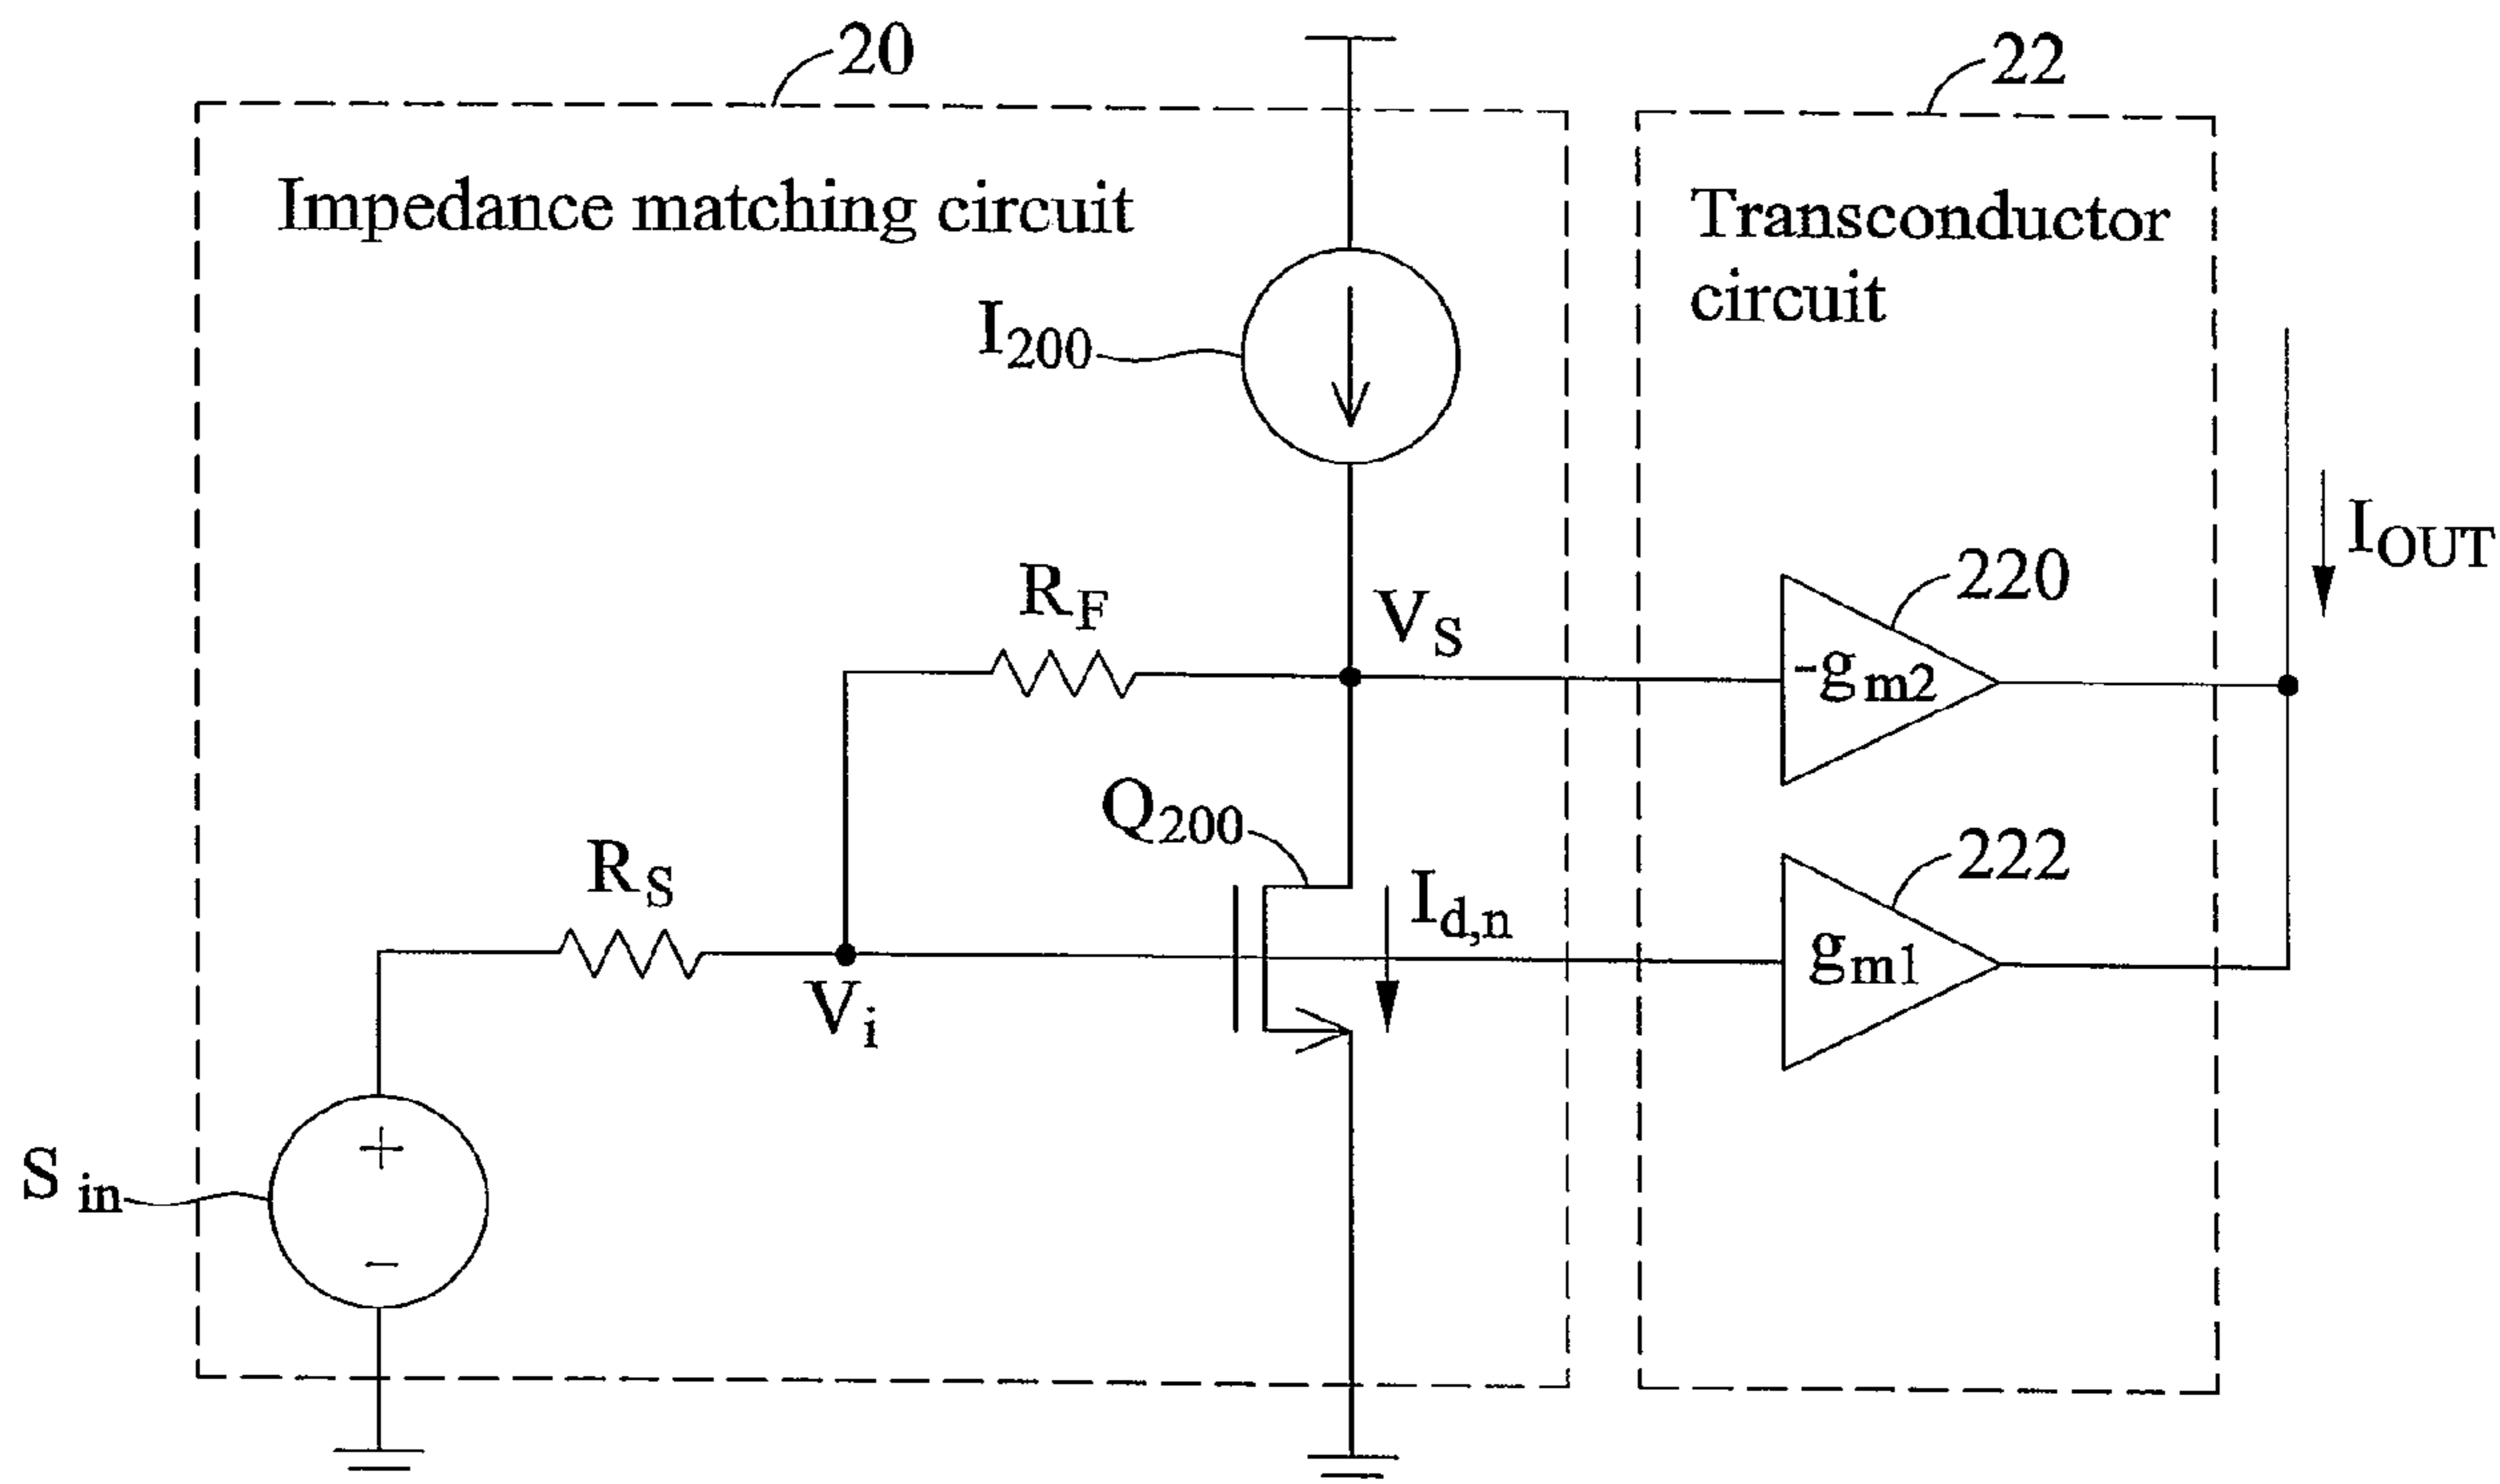 20
22
Impedance matching circuit
Transconductor
circuit
I200
IOUT
RF
VS
220
-gm2
Q200
RS
Id,n
222
gm1
Vi
+
Sin
-